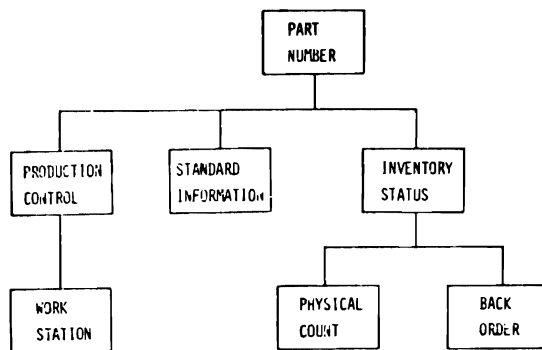 PART
NUMBER
PRODUCTION
CONTROL
STANDARD
INFORMATION
INVENTORY
STATUS
WORK
STATION
PHYSICAL
COUNT
BACK
ORDER